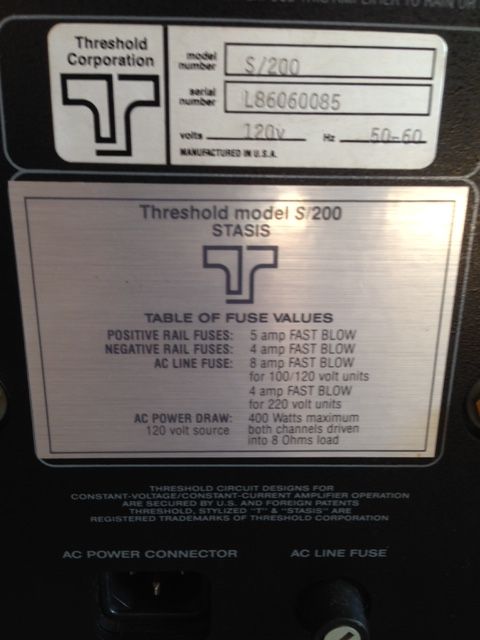 THIS AMPLIFIER TO RAIN OR
Threshold
Corporation
model
number
S/200
serial
number
L86060085
volts
120v
Hz
50-60
MANUFACTURED IN U.S.A.
Threshold model S/200
STASIS
TABLE OF FUSE VALUES
POSITIVE RAIL FUSES: 5 amp FAST BLOW
NEGATIVE RAIL FUSES: 4 amp FAST BLOW
AC LINE FUSE: 8 amp FAST BLOW
for 100/120 volt units
4 amp FAST BLOW
for 220 volt units
AC POWER DRAW: 400 Watts maximum
120 volt source both channels driven
into 8 Ohms load
THRESHOLD CIRCUIT DESIGNS FOR
CONSTANT-VOLTAGE/CONSTANT-CURRENT AMPLIFIER OPERATION
ARE SECURED BY U.S. AND FOREIGN PATENTS
THRESHOLD, STYLIZED "T" & "STASIS" ARE
REGISTERED TRADEMARKS OF THRESHOLD CORPORATION
AC POWER CONNECTOR
AC LINE FUSE